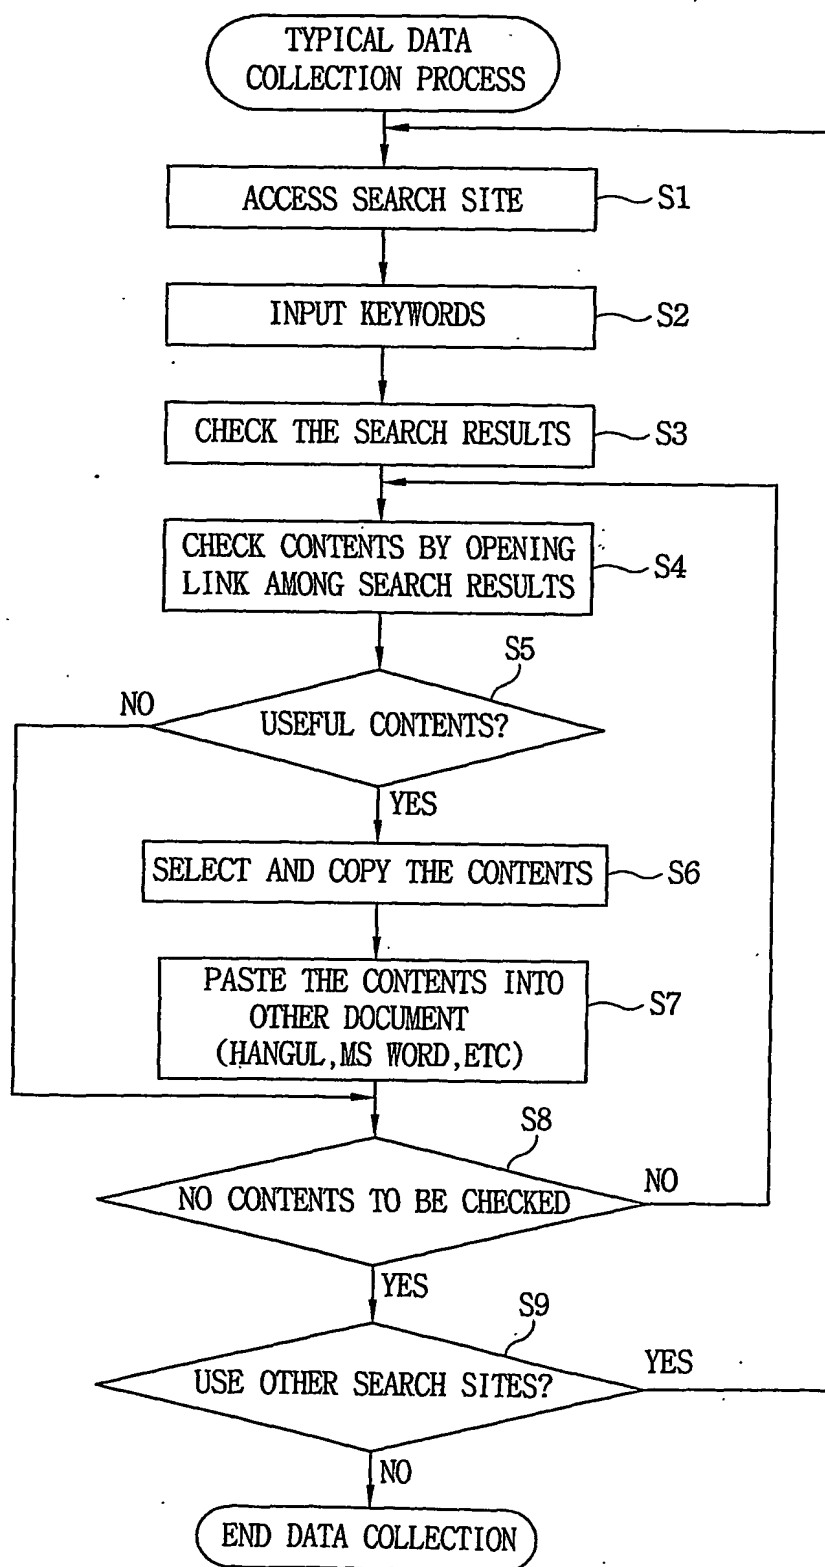 TYPICAL DATA
COLLECTION PROCESS
ACCESS SEARCH SITE
S1
INPUT KEYWORDS
S2
CHECK THE SEARCH RESULTS
S3
CHECK CONTENTS BY OPENING
LINK AMONG SEARCH RESULTS
S4
S5
NO
USEFUL CONTENTS?
YES
SELECT AND COPY THE CONTENTS
S6
PASTE THE CONTENTS INTO
OTHER DOCUMENT
(HANGUL,MS WORD,ETC)
S7
S8
NO CONTENTS TO BE CHECKED
NO
YES
S9
USE OTHER SEARCH SITES?
YES
NO
END DATA COLLECTION